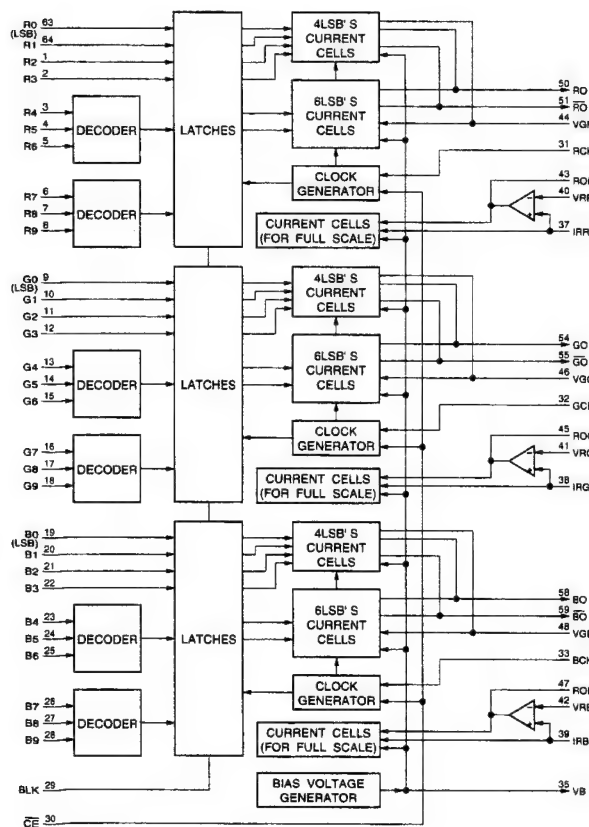 R0 63
(LSB)
R1 64
R2 1
R3 2
R4 3
R5 4
R6 5
DECODER
R7 6
R8 7
R9 8
DECODER
LATCHES
4LSB'S
CURRENT
CELLS
6LSB'S
CURRENT
CELLS
CLOCK
GENERATOR
CURRENT CELLS
(FOR FULL SCALE)
50 RO
51 RO
44
31
43
40
37
G0 9
(LSB)
G1 10
G2 11
G3 12
G4 13
G5 14
G6 15
DECODER
G7 16
G8 17
G9 18
DECODER
LATCHES
4LSB'S
CURRENT
CELLS
6LSB'S
CURRENT
CELLS
CLOCK
GENERATOR
CURRENT CELLS
(FOR FULL SCALE)
54 GO
55 GO
46
32
45
41
38
B0 19
(LSB)
B1 20
B2 21
B3 22
B4 23
B5 24
B6 25
DECODER
B7 26
B8 27
B9 28
DECODER
LATCHES
4LSB'S
CURRENT
CELLS
6LSB'S
CURRENT
CELLS
CLOCK
GENERATOR
CURRENT CELLS
(FOR FULL SCALE)
58 BO
59 BO
48
33
47
42
39
BLK 29
BIAS VOLTAGE
GENERATOR
35 VB
CE 30